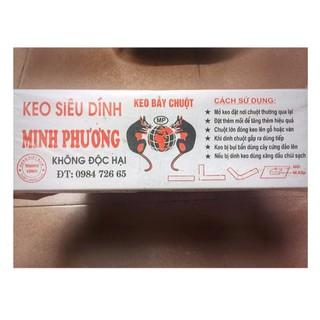 KEO SIÊU DÍNH
MINH PHƯƠNG
KHÔNG ĐỘC HẠI
ĐT: 0984 726 65
KEO BẪY CHUỘT
MP
CÁCH SỬ DỤNG:
★ Mở keo đặt nơi chuột thường qua lại
★ Đặt thêm mồi để tăng thêm hiệu quả
★ Chuột lớn đóng keo lên gỗ hoặc ván
★ Khi dính chuột gắp ra dùng tiếp
★ Keo bị bụi bẩn dùng cây cứng đảo lên
★ Nếu bị dính keo dùng xăng dầu chùi sạch